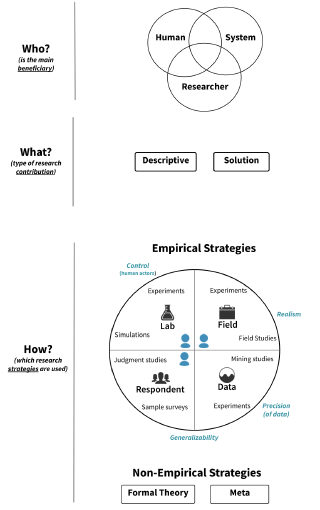 Who?
(is the main
beneficiary)
Human
System
Researcher
What?
(type of research
contribution)
Descriptive
Solution
Empirical Strategies
Control
(human actors)
Experiments
Experiments
Realism
Lab
Field
Simulations
Field Studies
How?
(which research
strategies are used)
Judgment studies
Mining studies
Respondent
Data
Sample surveys
Experiments
Precision
(of data)
Generalizability
Non-Empirical Strategies
Formal Theory
Meta